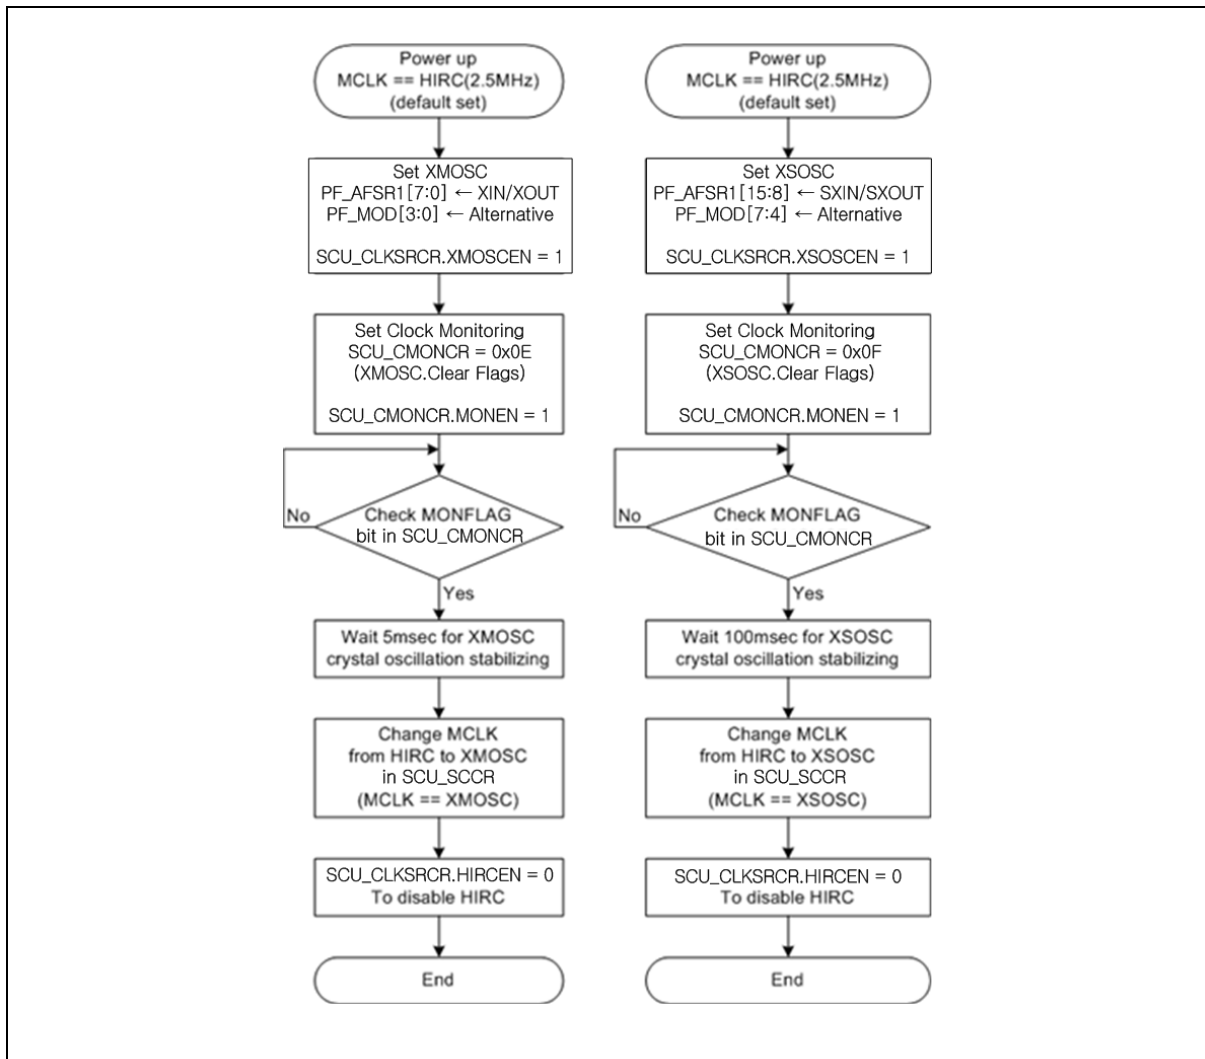 Power up
MCLK == HIRC(2.5MHz)
(default set)
Set XMOSC
PF_AFSR1[7:0] ← XIN/XOUT
PF_MOD[3:0] ← Alternative
SCU_CLKSRCR.XMOSCEN = 1
Set Clock Monitoring
SCU_CMONCR = 0x0E
(XMOSC.Clear Flags)
SCU_CMONCR.MONEN = 1
No
Check MONFLAG
bit in SCU_CMONCR
Yes
Wait 5msec for XMOSC
crystal oscillation stabilizing
Change MCLK
from HIRC to XMOSC
in SCU_SCCR
(MCLK == XMOSC)
SCU_CLKSRCR.HIRCEN = 0
To disable HIRC
End
Power up
MCLK == HIRC(2.5MHz)
(default set)
Set XSOSC
PF_AFSR1[15:8] ← SXIN/SXOUT
PF_MOD[7:4] ← Alternative
SCU_CLKSRCR.XSOSCEN = 1
Set Clock Monitoring
SCU_CMONCR = 0x0F
(XSOSC.Clear Flags)
SCU_CMONCR.MONEN = 1
No
Check MONFLAG
bit in SCU_CMONCR
Yes
Wait 100msec for XSOSC
crystal oscillation stabilizing
Change MCLK
from HIRC to XSOSC
in SCU_SCCR
(MCLK == XSOSC)
SCU_CLKSRCR.HIRCEN = 0
To disable HIRC
End